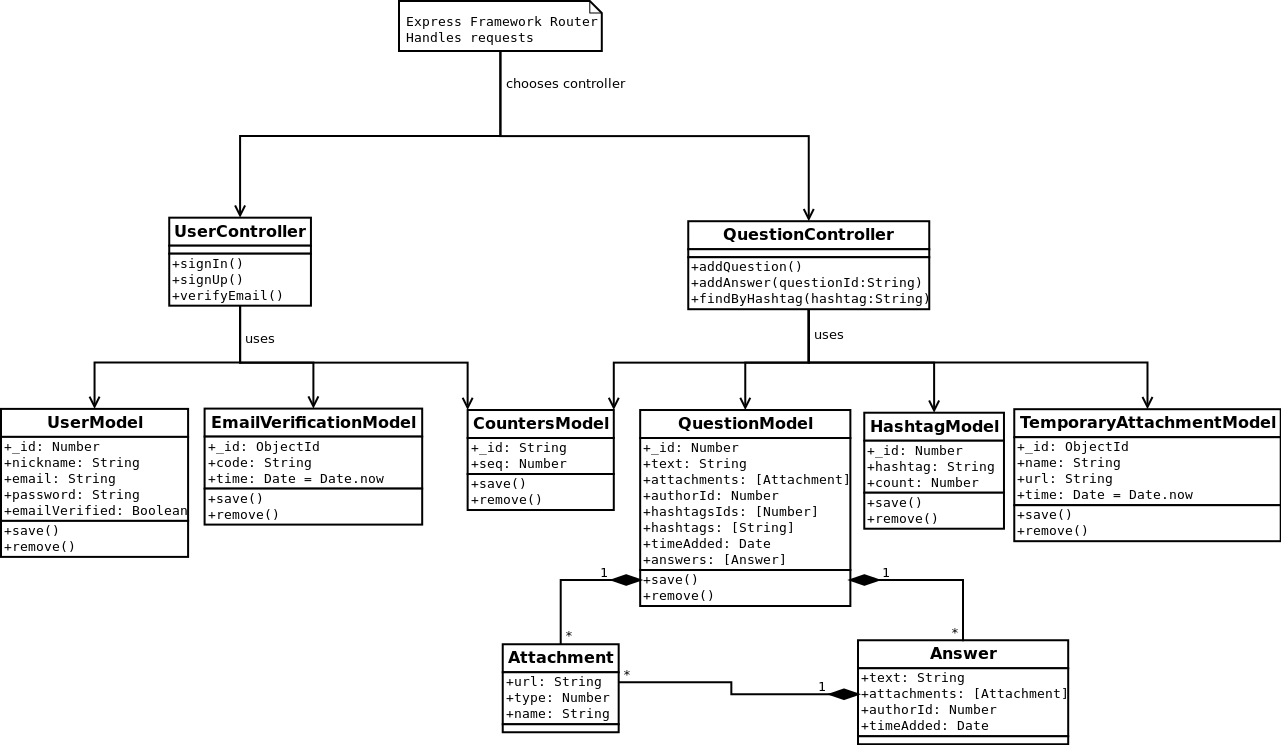 Express Framework Router
Handles requests
chooses controller
UserController
+signIn()
+signUp()
+verifyEmail()
uses
QuestionController
+addQuestion()
+addAnswer(questionId:String)
+findByHashtag(hashtag:String)
uses
UserModel
+_id: Number
+nickname: String
+email: String
+password: String
+emailVerified: Boolean
+save()
+remove()
EmailVerificationModel
+_id: ObjectId
+code: String
+time: Date = Date.now
+save()
+remove()
CountersModel
+_id: String
+seq: Number
+save()
+remove()
QuestionModel
+_id: Number
+text: String
+attachments: [Attachment]
+authorId: Number
+hashtagsIds: [Number]
+hashtags: [String]
+timeAdded: Date
+answers: [Answer]
+save()
+remove()
HashtagModel
+_id: Number
+hashtag: String
+count: Number
+save()
+remove()
TemporaryAttachmentModel
+_id: ObjectId
+name: String
+url: String
+time: Date = Date.now
+save()
+remove()
1
*
1
*
Attachment
+url: String
+type: Number
+name: String
*
1
Answer
+text: String
+attachments: [Attachment]
+authorId: Number
+timeAdded: Date